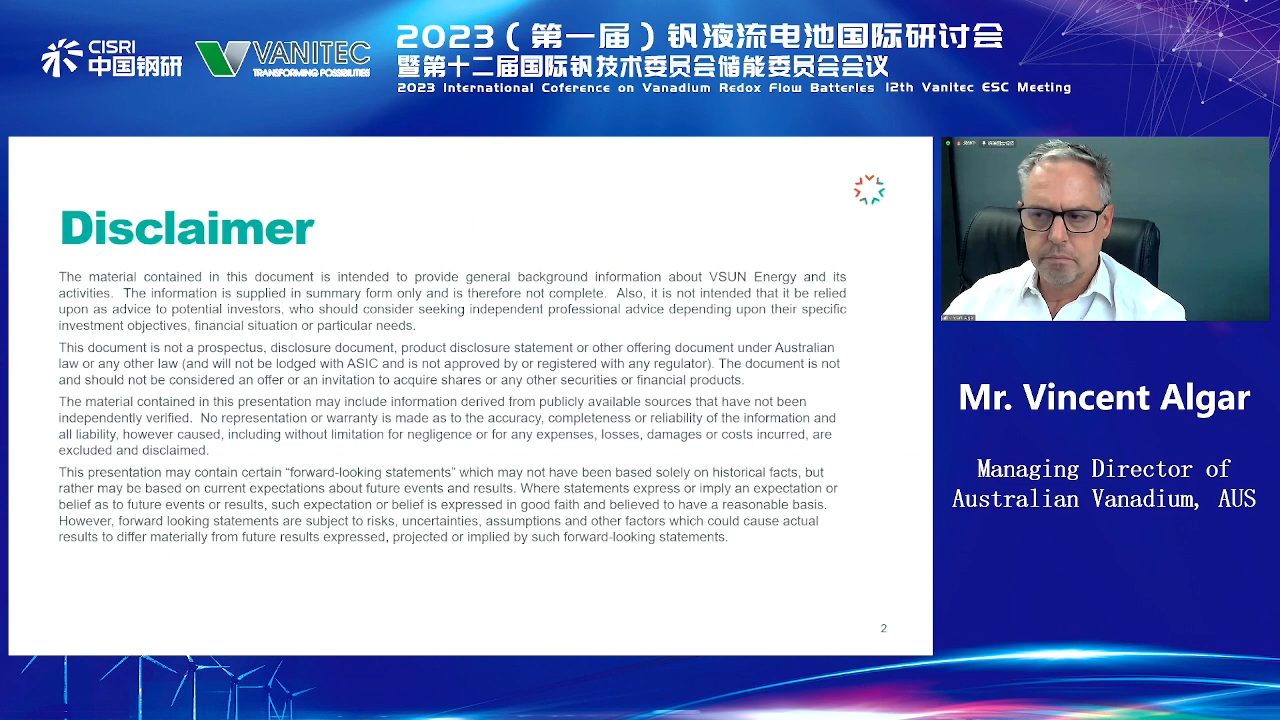 CISRI
中国钢研
VANITEC
TRANSFORMING POSSIBILITIES
2023（第一届）钒液流电池国际研讨会
暨第十二届国际钒技术委员会储能委员会会议
2023 International Coference on Vanadium Redox Flow Batteries 12th Vanitec ESC Meeting
Disclaimer
The material contained in this document is intended to provide general background information about VSUN Energy and its
activities. The information is supplied in summary form only and is therefore not complete. Also, it is not intended that it be relied
upon as advice to potential investors, who should consider seeking independent professional advice depending upon their specific
investment objectives, financial situation or particular needs.
This document is not a prospectus, disclosure document, product disclosure statement or other offering document under Australian
law or any other law (and will not be lodged with ASIC and is not approved by or registered with any regulator). The document is not
and should not be considered an offer or an invitation to acquire shares or any other securities or financial products.
The material contained in this presentation may include information derived from publicly available sources that have not been
independently verified. No representation or warranty is made as to the accuracy, completeness or reliability of the information and
all liability, however caused, including without limitation for negligence or for any expenses, losses, damages or costs incurred, are
excluded and disclaimed.
This presentation may contain certain “forward-looking statements” which may not have been based solely on historical facts, but
rather may be based on current expectations about future events and results. Where statements express or imply an expectation or
belief as to future events or results, such expectation or belief is expressed in good faith and believed to have a reasonable basis.
However, forward looking statements are subject to risks, uncertainties, assumptions and other factors which could cause actual
results to differ materially from future results expressed, projected or implied by such forward-looking statements.
2
Mr. Vincent Algar
Managing Director of
Australian Vanadium, AUS